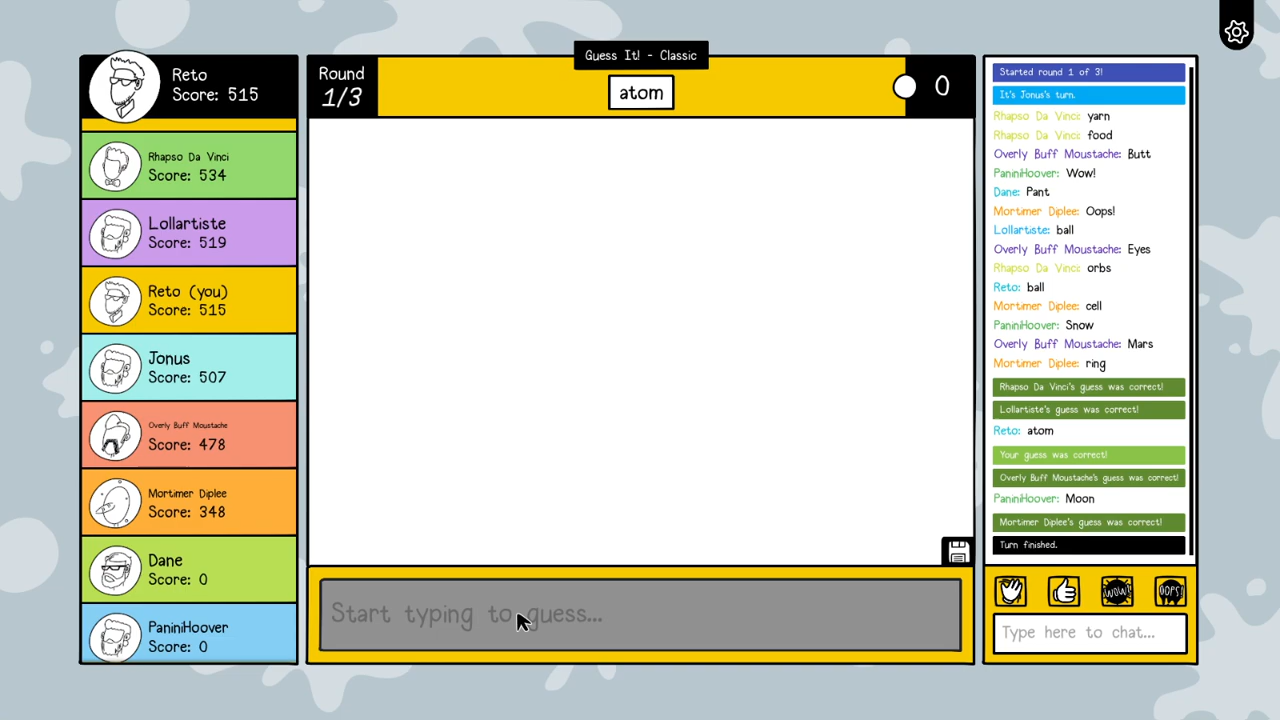 Guess It! - Classic
Reto
Score: 515
Round
1/3
atom
0
Rhapso Da Vinci
Score: 534
Lollartiste
Score: 519
Reto (you)
Score: 515
Jonus
Score: 507
Overly Buff Moustache
Score: 478
Mortimer Diplee
Score: 348
Dane
Score: 0
PaniniHoover
Score: 0
Start typing to guess...
Started round 1 of 3!
It's Jonus's turn.
Rhapso Da Vinci: yarn
Rhapso Da Vinci: food
Overly Buff Moustache: Butt
PaniniHoover: Wow!
Dane: Pant
Mortimer Diplee: Oops!
Lollartiste: ball
Overly Buff Moustache: Eyes
Rhapso Da Vinci: orbs
Reto: ball
Mortimer Diplee: cell
PaniniHoover: Snow
Overly Buff Moustache: Mars
Mortimer Diplee: ring
Rhapso Da Vinci's guess was correct!
Lollartiste's guess was correct!
Reto: atom
Your guess was correct!
Overly Buff Moustache's guess was correct!
PaniniHoover: Moon
Mortimer Diplee's guess was correct!
Turn finished.
WOW!
OOPS!
Type here to chat...